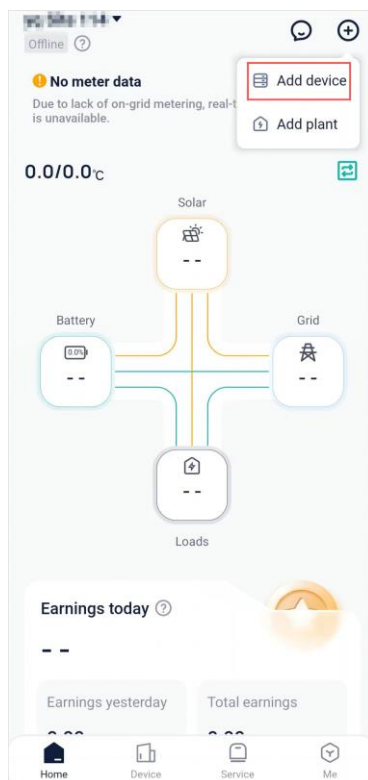 Offline ?
No meter data
Due to lack of on-grid metering, real-t
is unavailable.
Add device
Add plant
0.0/0.0℃
Solar
- -
Battery
Grid
0.0%
- -
- -
- -
Loads
Earnings today ?
- -
Earnings yesterday
Total earnings
Home
Device
Service
Me